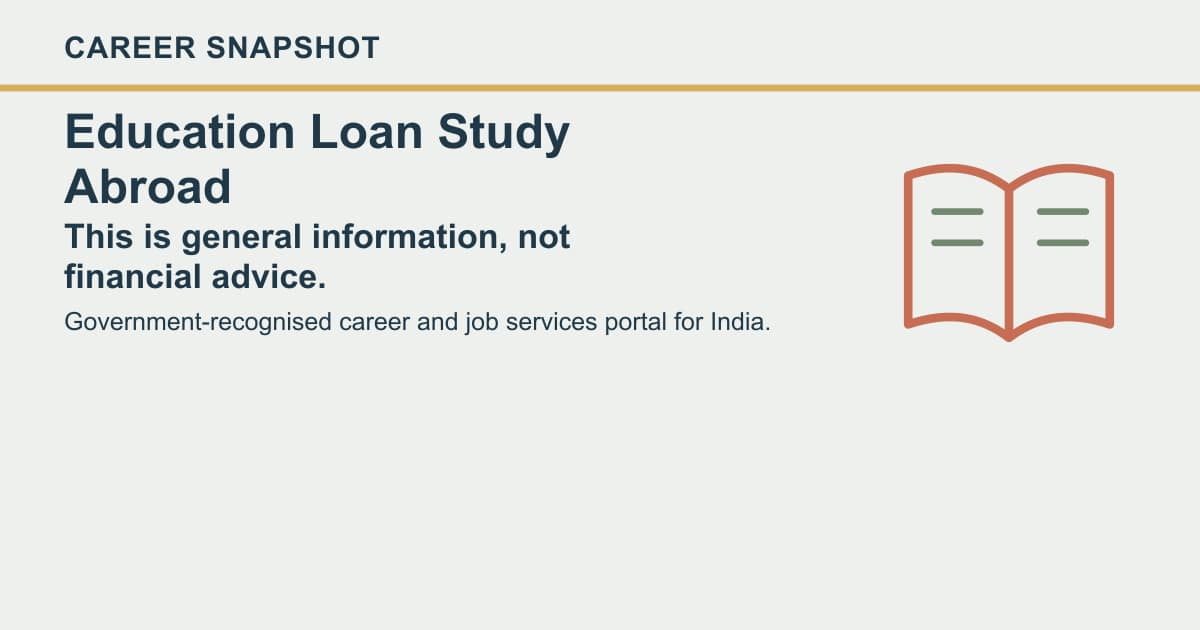 CAREER SNAPSHOT
Education Loan Study
Abroad
This is general information, not
financial advice.
Government-recognised career and job services portal for India.